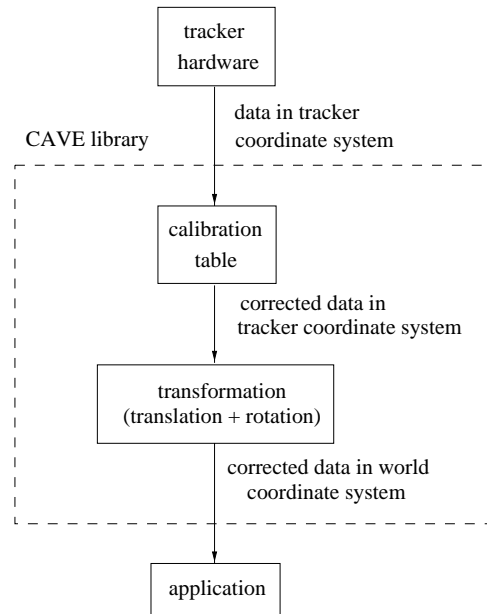 tracker
hardware
data in tracker
coordinate system
CAVE library
calibration
table
corrected data in
tracker coordinate system
transformation
(translation + rotation)
corrected data in world
coordinate system
application